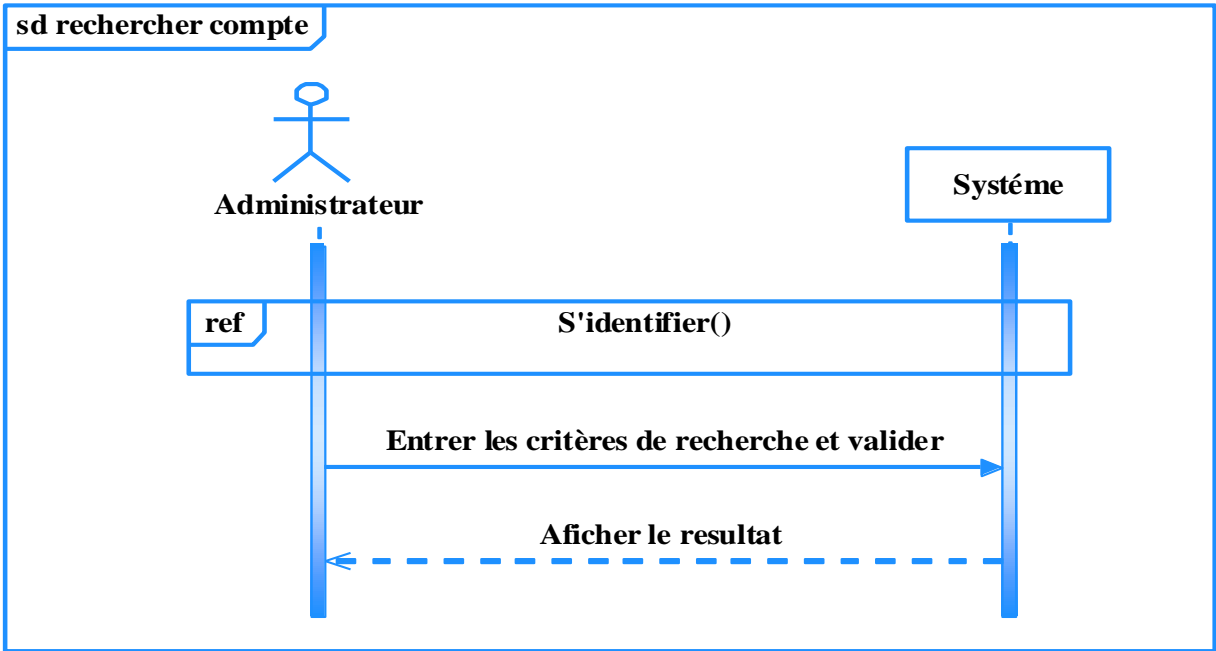 sd rechercher compte
Administrateur
Systéme
ref
S'identifier()
Entrer les critères de recherche et valider
Aficher le resultat